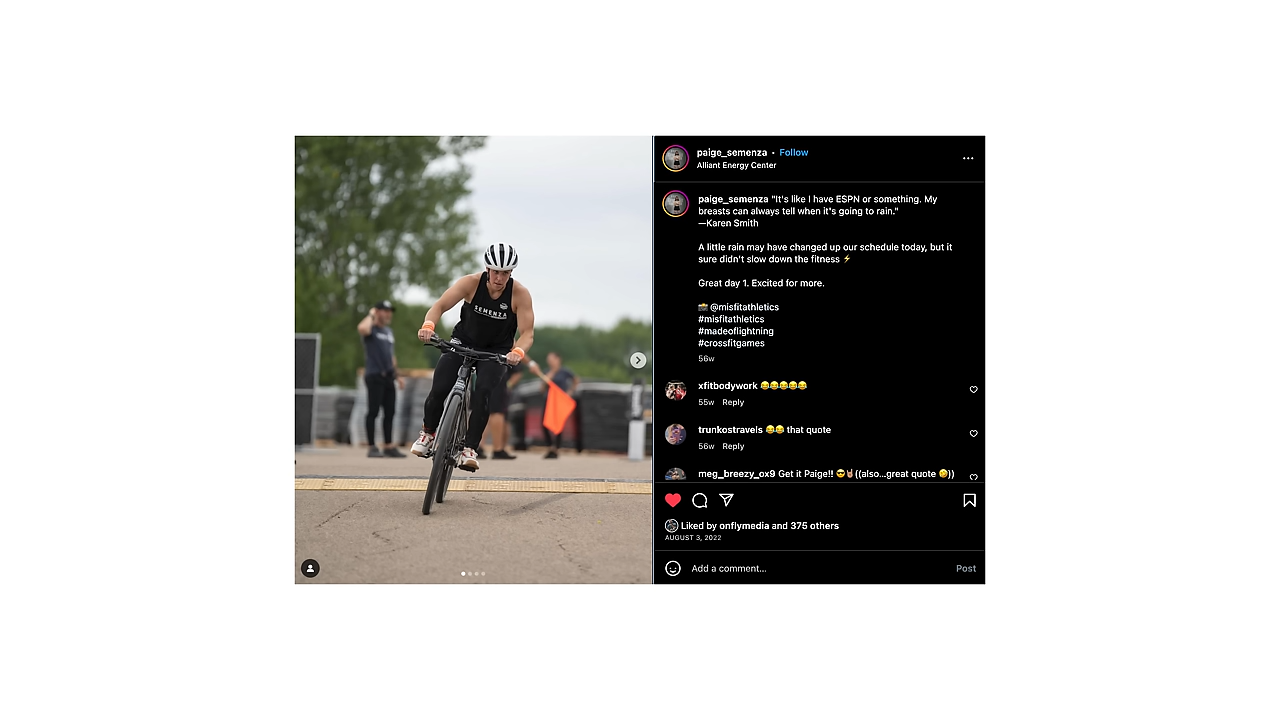 SEMENZA
paige_semenza • Follow
Alliant Energy Center
paige_semenza "It's like I have ESPN or something. My
breasts can always tell when it's going to rain."
—Karen Smith
A little rain may have changed up our schedule today, but it
sure didn't slow down the fitness ⚡
Great day 1. Excited for more.
📸 @misfitathletics
#misfitathletics
#madeoflightning
#crossfitgames
56w
xfitbodywork 😂😂😂😂😂
55w Reply
trunkostravels 😂😂 that quote
56w Reply
meg_breezy_ox9 Get it Paige!! 😎🤘((also...great quote 🤣))
Liked by onflymedia and 375 others
AUGUST 3, 2022
Add a comment...
Post